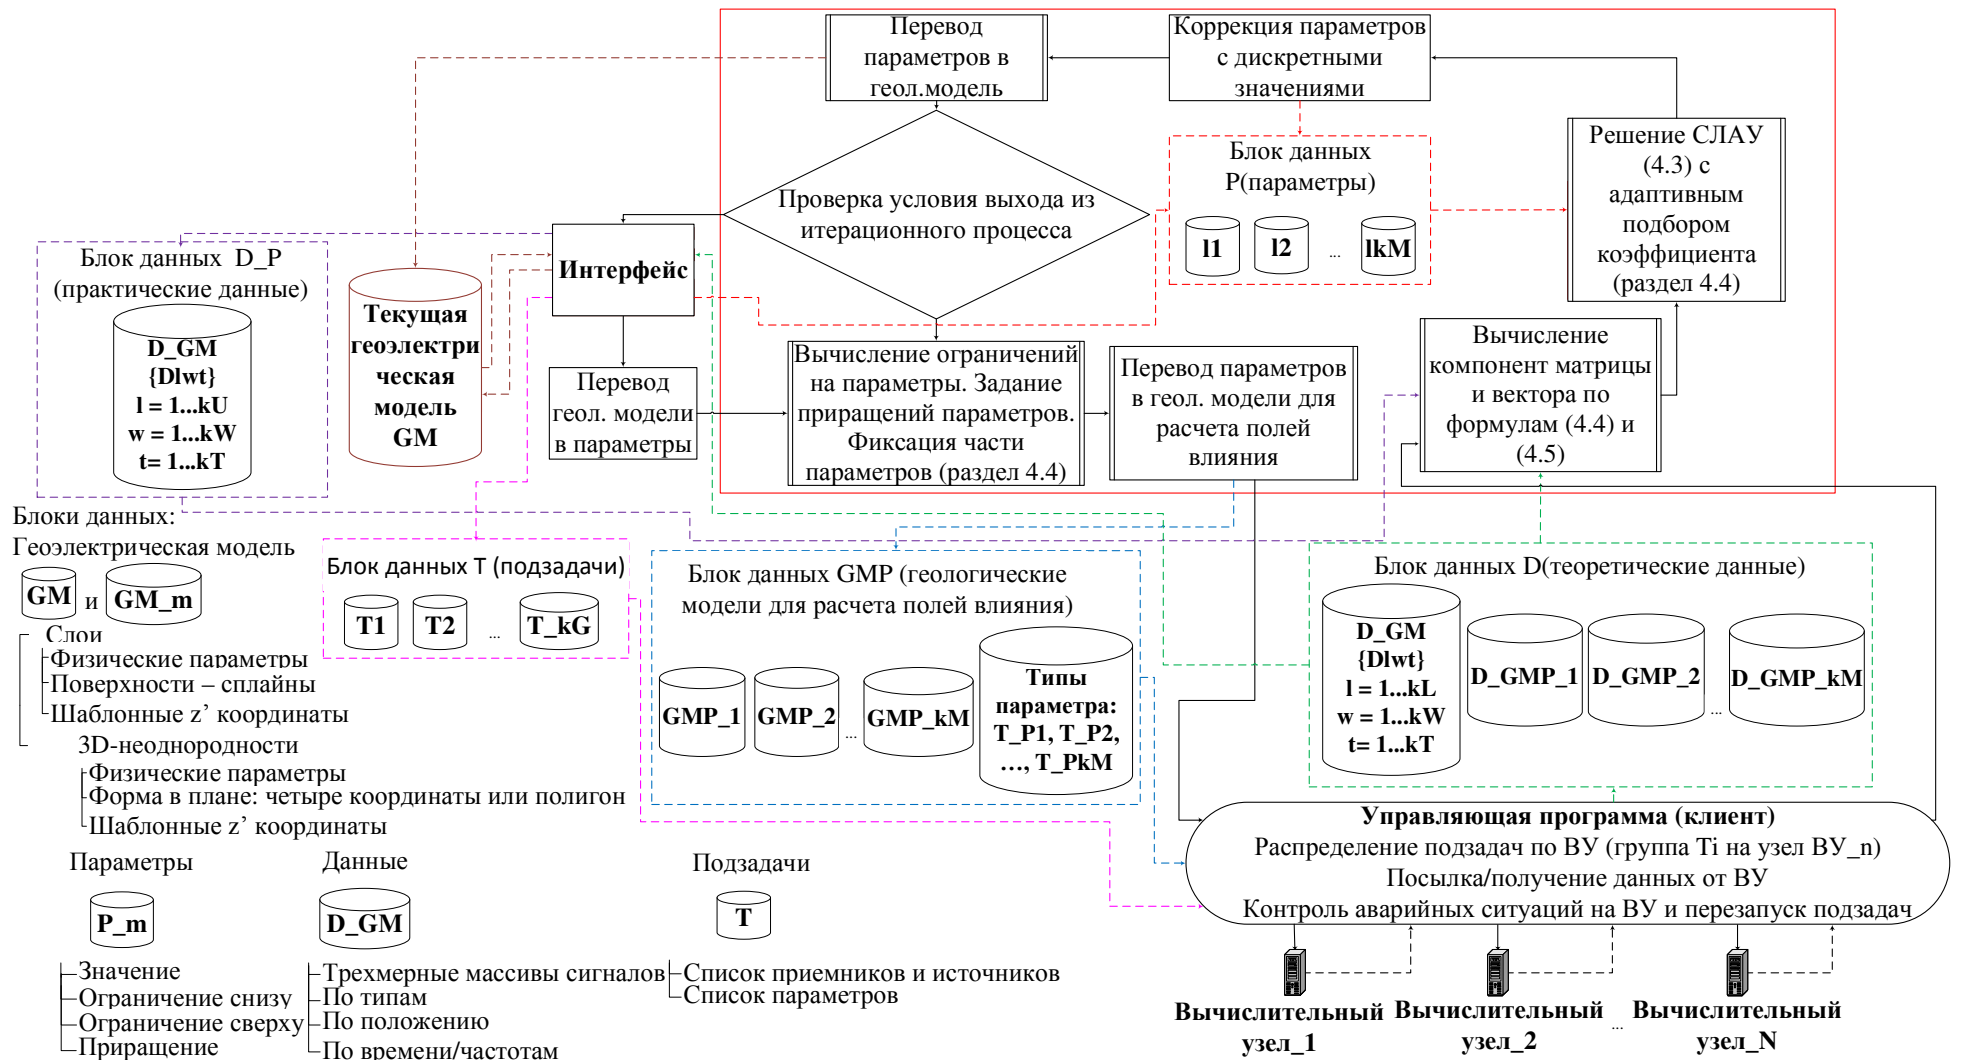 Перевод
параметров в
геол.модель
Коррекция параметров
с дискретными
значениями
Проверка условия выхода из
итерационного процесса
Блок данных
P(параметры)
l1
l2
...
lkM
Решение СЛАУ
(4.3) с
адаптивным
подбором
коэффициента
(раздел 4.4)
Блок данных D_P
(практические данные)
D_GM
{Dlwt}
l = 1...kU
w = 1...kW
t= 1...kT
Текущая
геоэлектри
ческая
модель
GM
Интерфейс
Перевод
геол. модели
в параметры
Вычисление ограничений
на параметры. Задание
приращений параметров.
Фиксация части
параметров (раздел 4.4)
Перевод параметров
в геол. модели для
расчета полей
влияния
Вычисление
компонент матрицы
и вектора по
формулам (4.4) и
(4.5)
Блоки данных:
Геоэлектрическая модель
GM
и
GM_m
Слои
Физические параметры
Поверхности – сплайны
Шаблонные z’ координаты
3D-неоднородности
Физические параметры
Форма в плане: четыре координаты или полигон
Шаблонные z’ координаты
Блок данных T (подзадачи)
T1
T2
...
T_kG
Блок данных GMP (геологические
модели для расчета полей влияния)
GMP_1
GMP_2
...
GMP_kM
Типы
параметра:
T_P1, T_P2,
…, T_PkM
Блок данных D(теоретические данные)
D_GM
{Dlwt}
l = 1...kL
w = 1...kW
t= 1...kT
D_GMP_1
D_GMP_2
...
D_GMP_kM
Управляющая программа (клиент)
Распределение подзадач по ВУ (группа Ti на узел ВУ_n)
Посылка/получение данных от ВУ
Контроль аварийных ситуаций на ВУ и перезапуск подзадач
Параметры
P_m
Значение
Ограничение снизу
Ограничение сверху
Приращение
Данные
D_GM
Трехмерные массивы сигналов
По типам
По положению
По времени/частотам
Подзадачи
T
Список приемников и источников
Список параметров
Вычислительный
узел_1
Вычислительный
узел_2
...
Вычислительный
узел_N